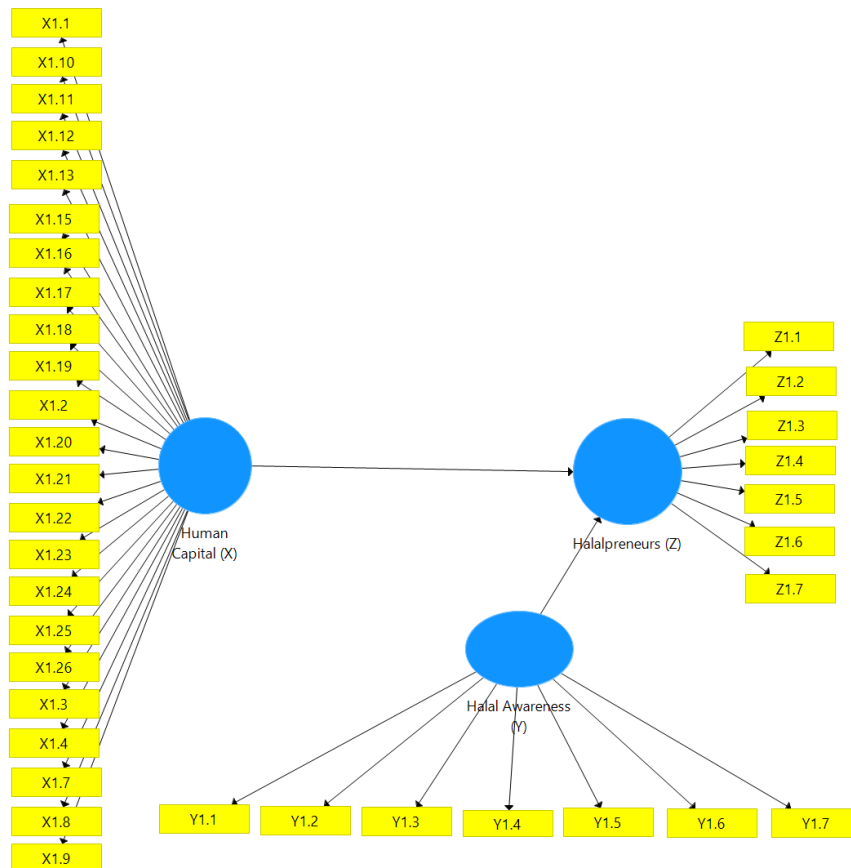 X1.1
X1.10
X1.11
X1.12
X1.13
X1.15
X1.16
X1.17
X1.18
X1.19
X1.2
X1.20
X1.21
X1.22
X1.23
X1.24
X1.25
X1.26
X1.3
X1.4
X1.7
X1.8
X1.9
Human
Capital (X)
Halalpreneurs (Z)
Z1.1
Z1.2
Z1.3
Z1.4
Z1.5
Z1.6
Z1.7
Halal Awareness
(Y)
Y1.1
Y1.2
Y1.3
Y1.4
Y1.5
Y1.6
Y1.7